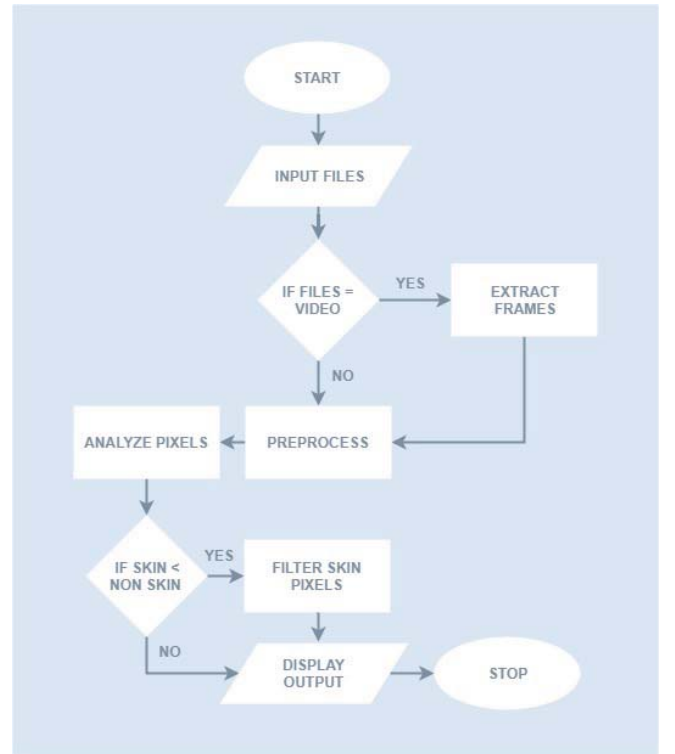 START
INPUT FILES
IF FILES =
VIDEO
YES
EXTRACT
FRAMES
NO
PREPROCESS
ANALYZE PIXELS
IF SKIN <
NON SKIN
YES
FILTER SKIN
PIXELS
NO
DISPLAY
OUTPUT
STOP